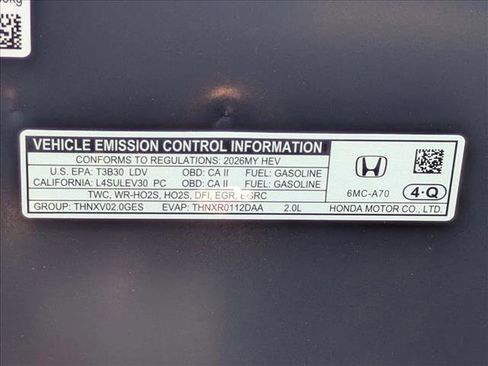 VEHICLE EMISSION CONTROL INFORMATION
CONFORMS TO REGULATIONS: 2026MY HEV
U.S. EPA: T3B30 LDV OBD: CA II FUEL: GASOLINE
CALIFORNIA: L4SULEV30 PC OBD: CA II FUEL: GASOLINE
TWC, WR-HO2S, HO2S, DFI, EGR, EGRC
GROUP: THNXV02.0GES EVAP: THNXR0112DAA 2.0L
6MC-A70 4-Q
HONDA MOTOR CO., LTD.